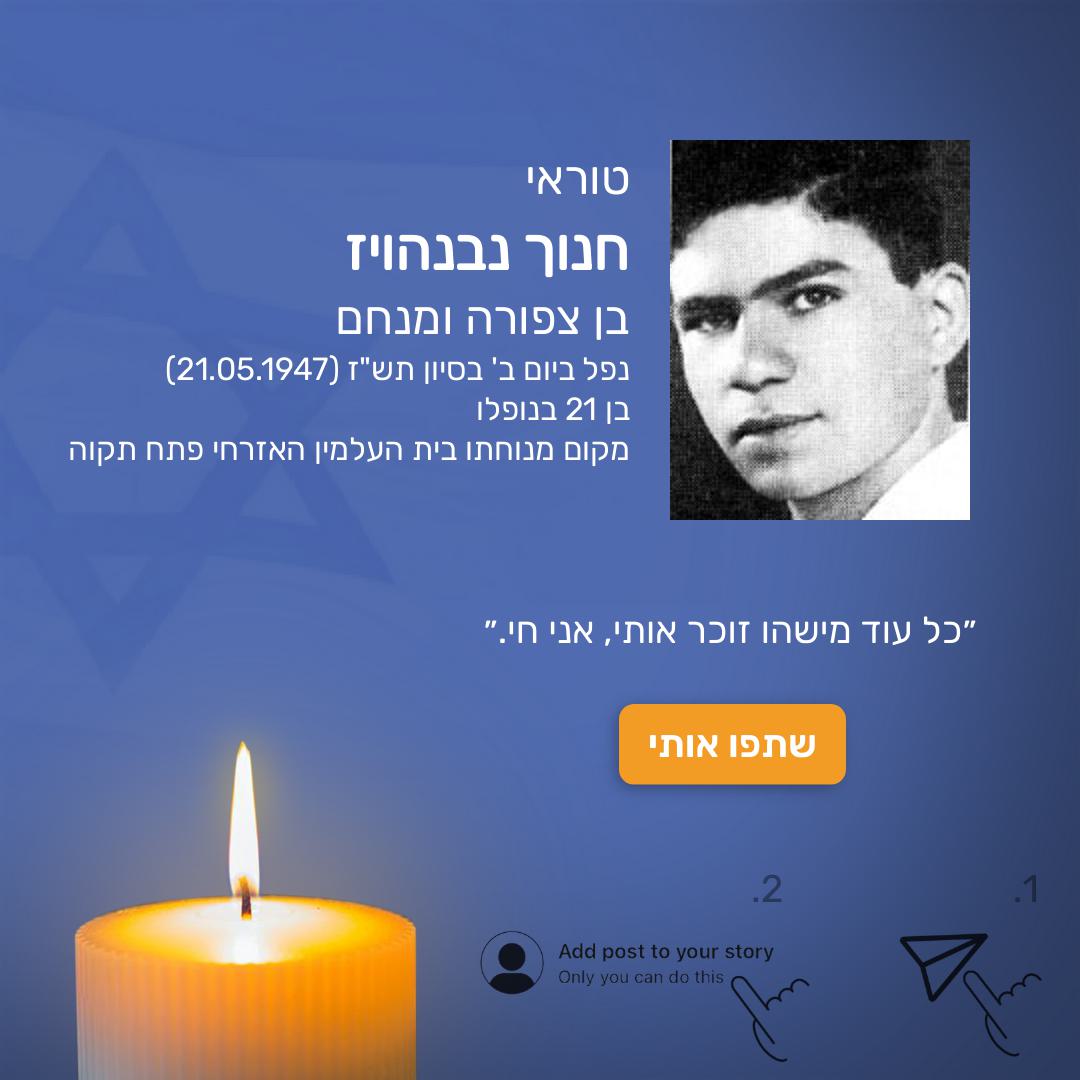 טוראי
חנוך נבנהויז
בן צפורה ומנחם
נפל ביום ב' בסיון תש"ז (21.05.1947)
בן 21 בנופלו
מקום מנוחתו בית העלמין האזרחי פתח תקוה
״כל עוד מישהו זוכר אותי, אני חי.״
שתפו אותי
1.
2.
Add post to your story
Only you can do this